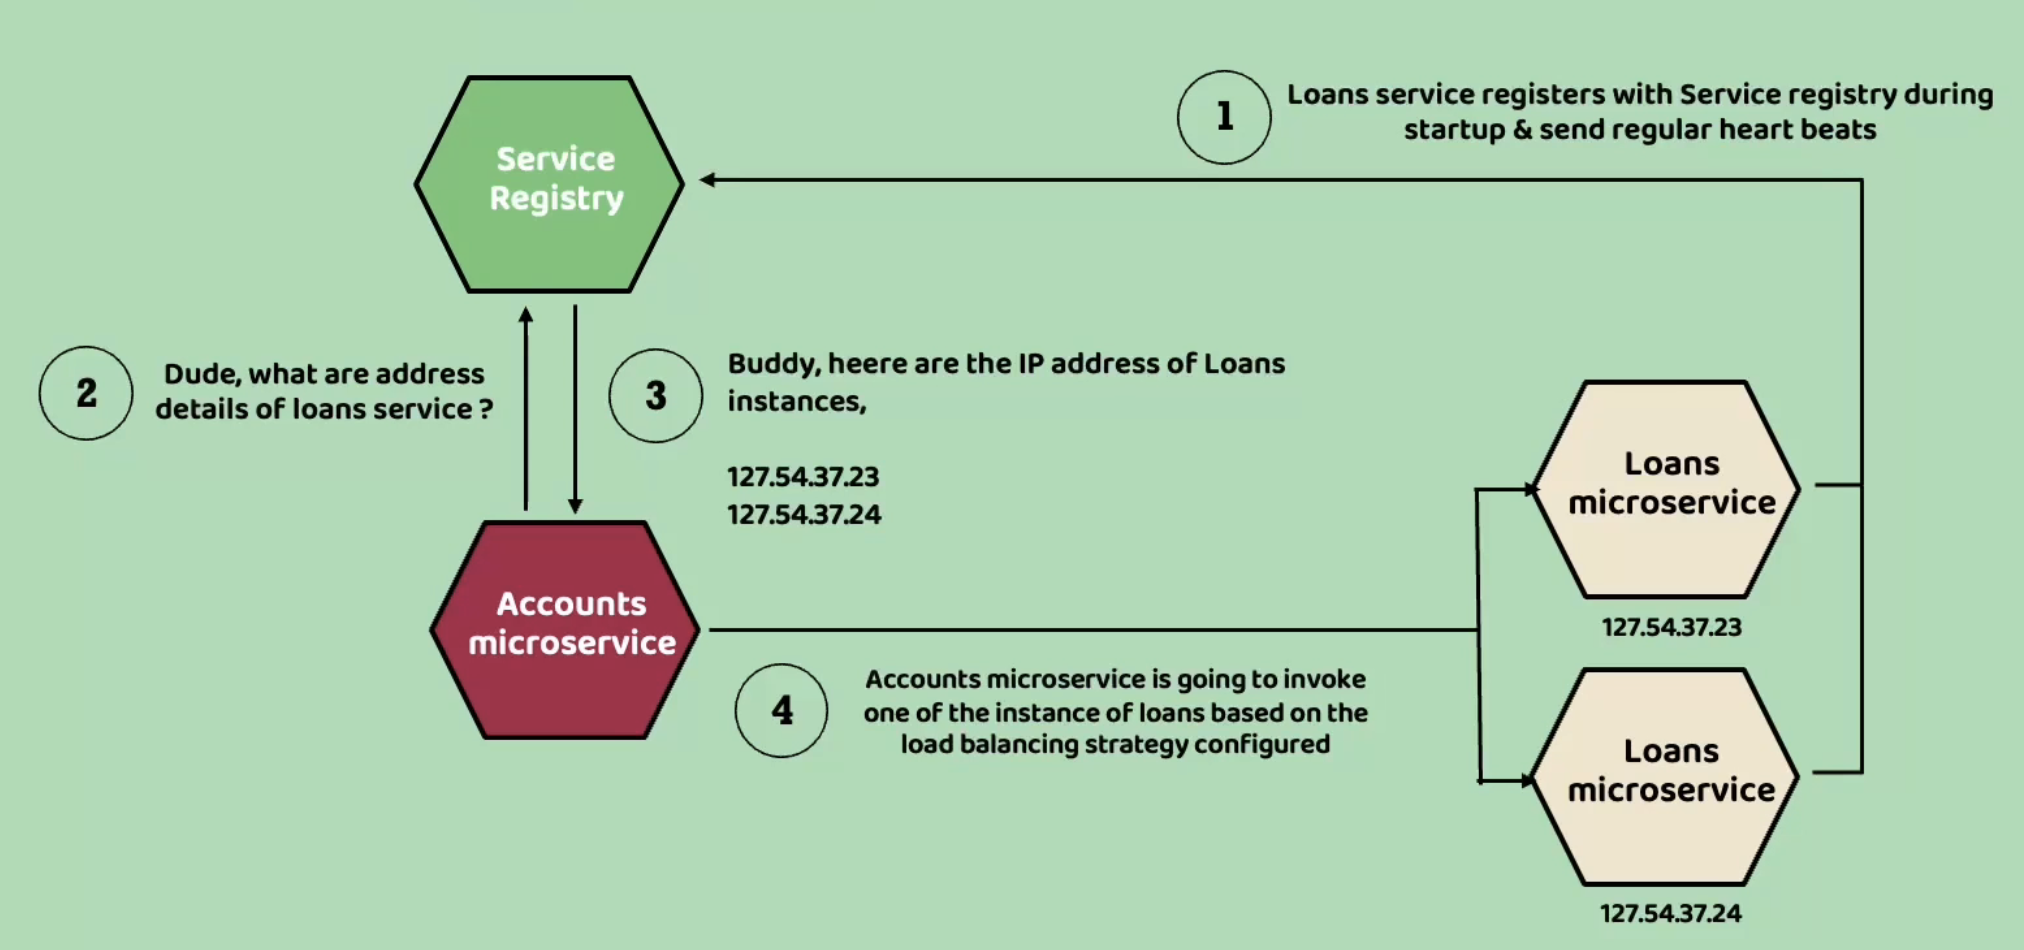 1
Loans service registers with Service registry during
startup & send regular heart beats
Service
Registry
2
Dude, what are address
details of loans service ?
3
Buddy, heere are the IP address of Loans
instances,
127.54.37.23
127.54.37.24
Accounts
microservice
4
Accounts microservice is going to invoke
one of the instance of loans based on the
load balancing strategy configured
Loans
microservice
127.54.37.23
Loans
microservice
127.54.37.24